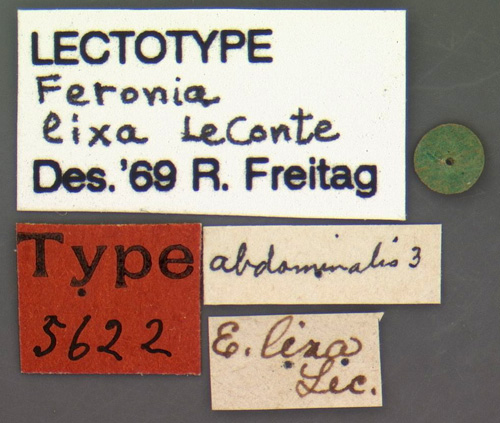 LECTOTYPE
Feronia
lixa LeConte
Des. '69 R. Freitag
Type
5622
abdominalis 3
E. lixa
Lec.